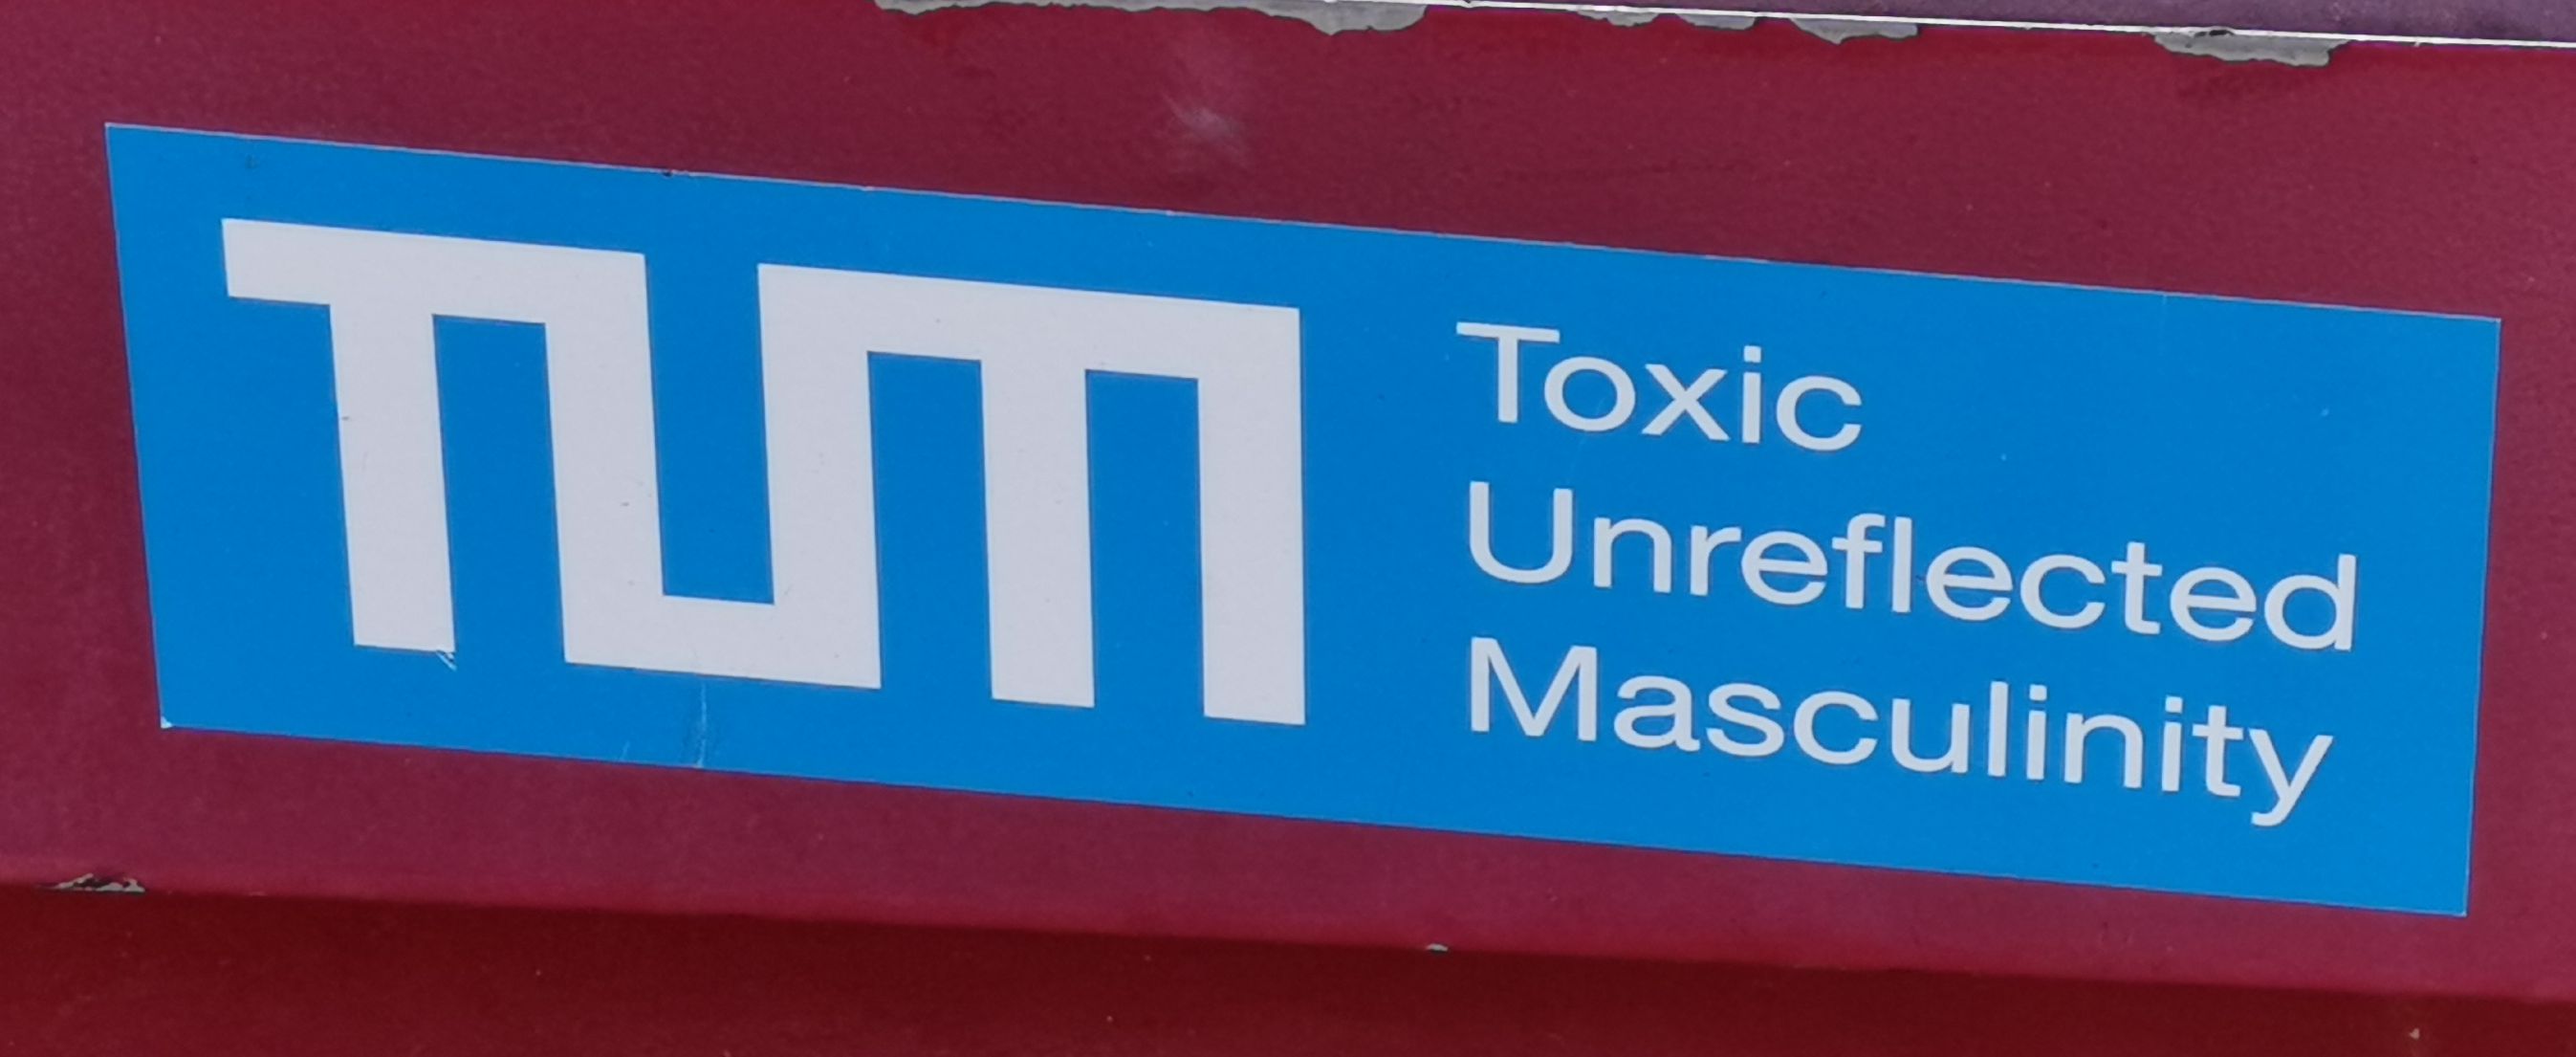 TUM
Toxic
Unreflected
Masculinity